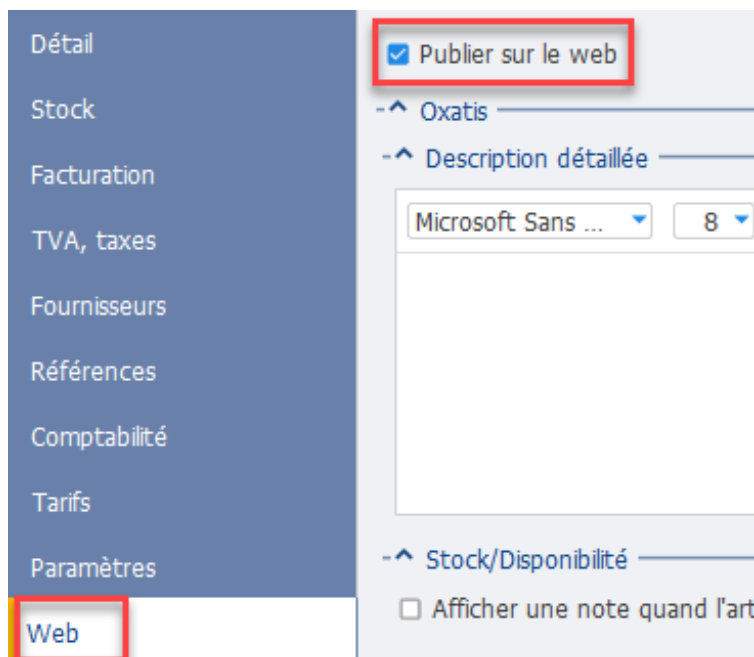 Détail
Stock
Facturation
TVA, taxes
Fournisseurs
Références
Comptabilité
Tarifs
Paramètres
Web
Publier sur le web
Oxatis
Description détaillée
Microsoft Sans ... 8
Stock/Disponibilité
Afficher une note quand l'art